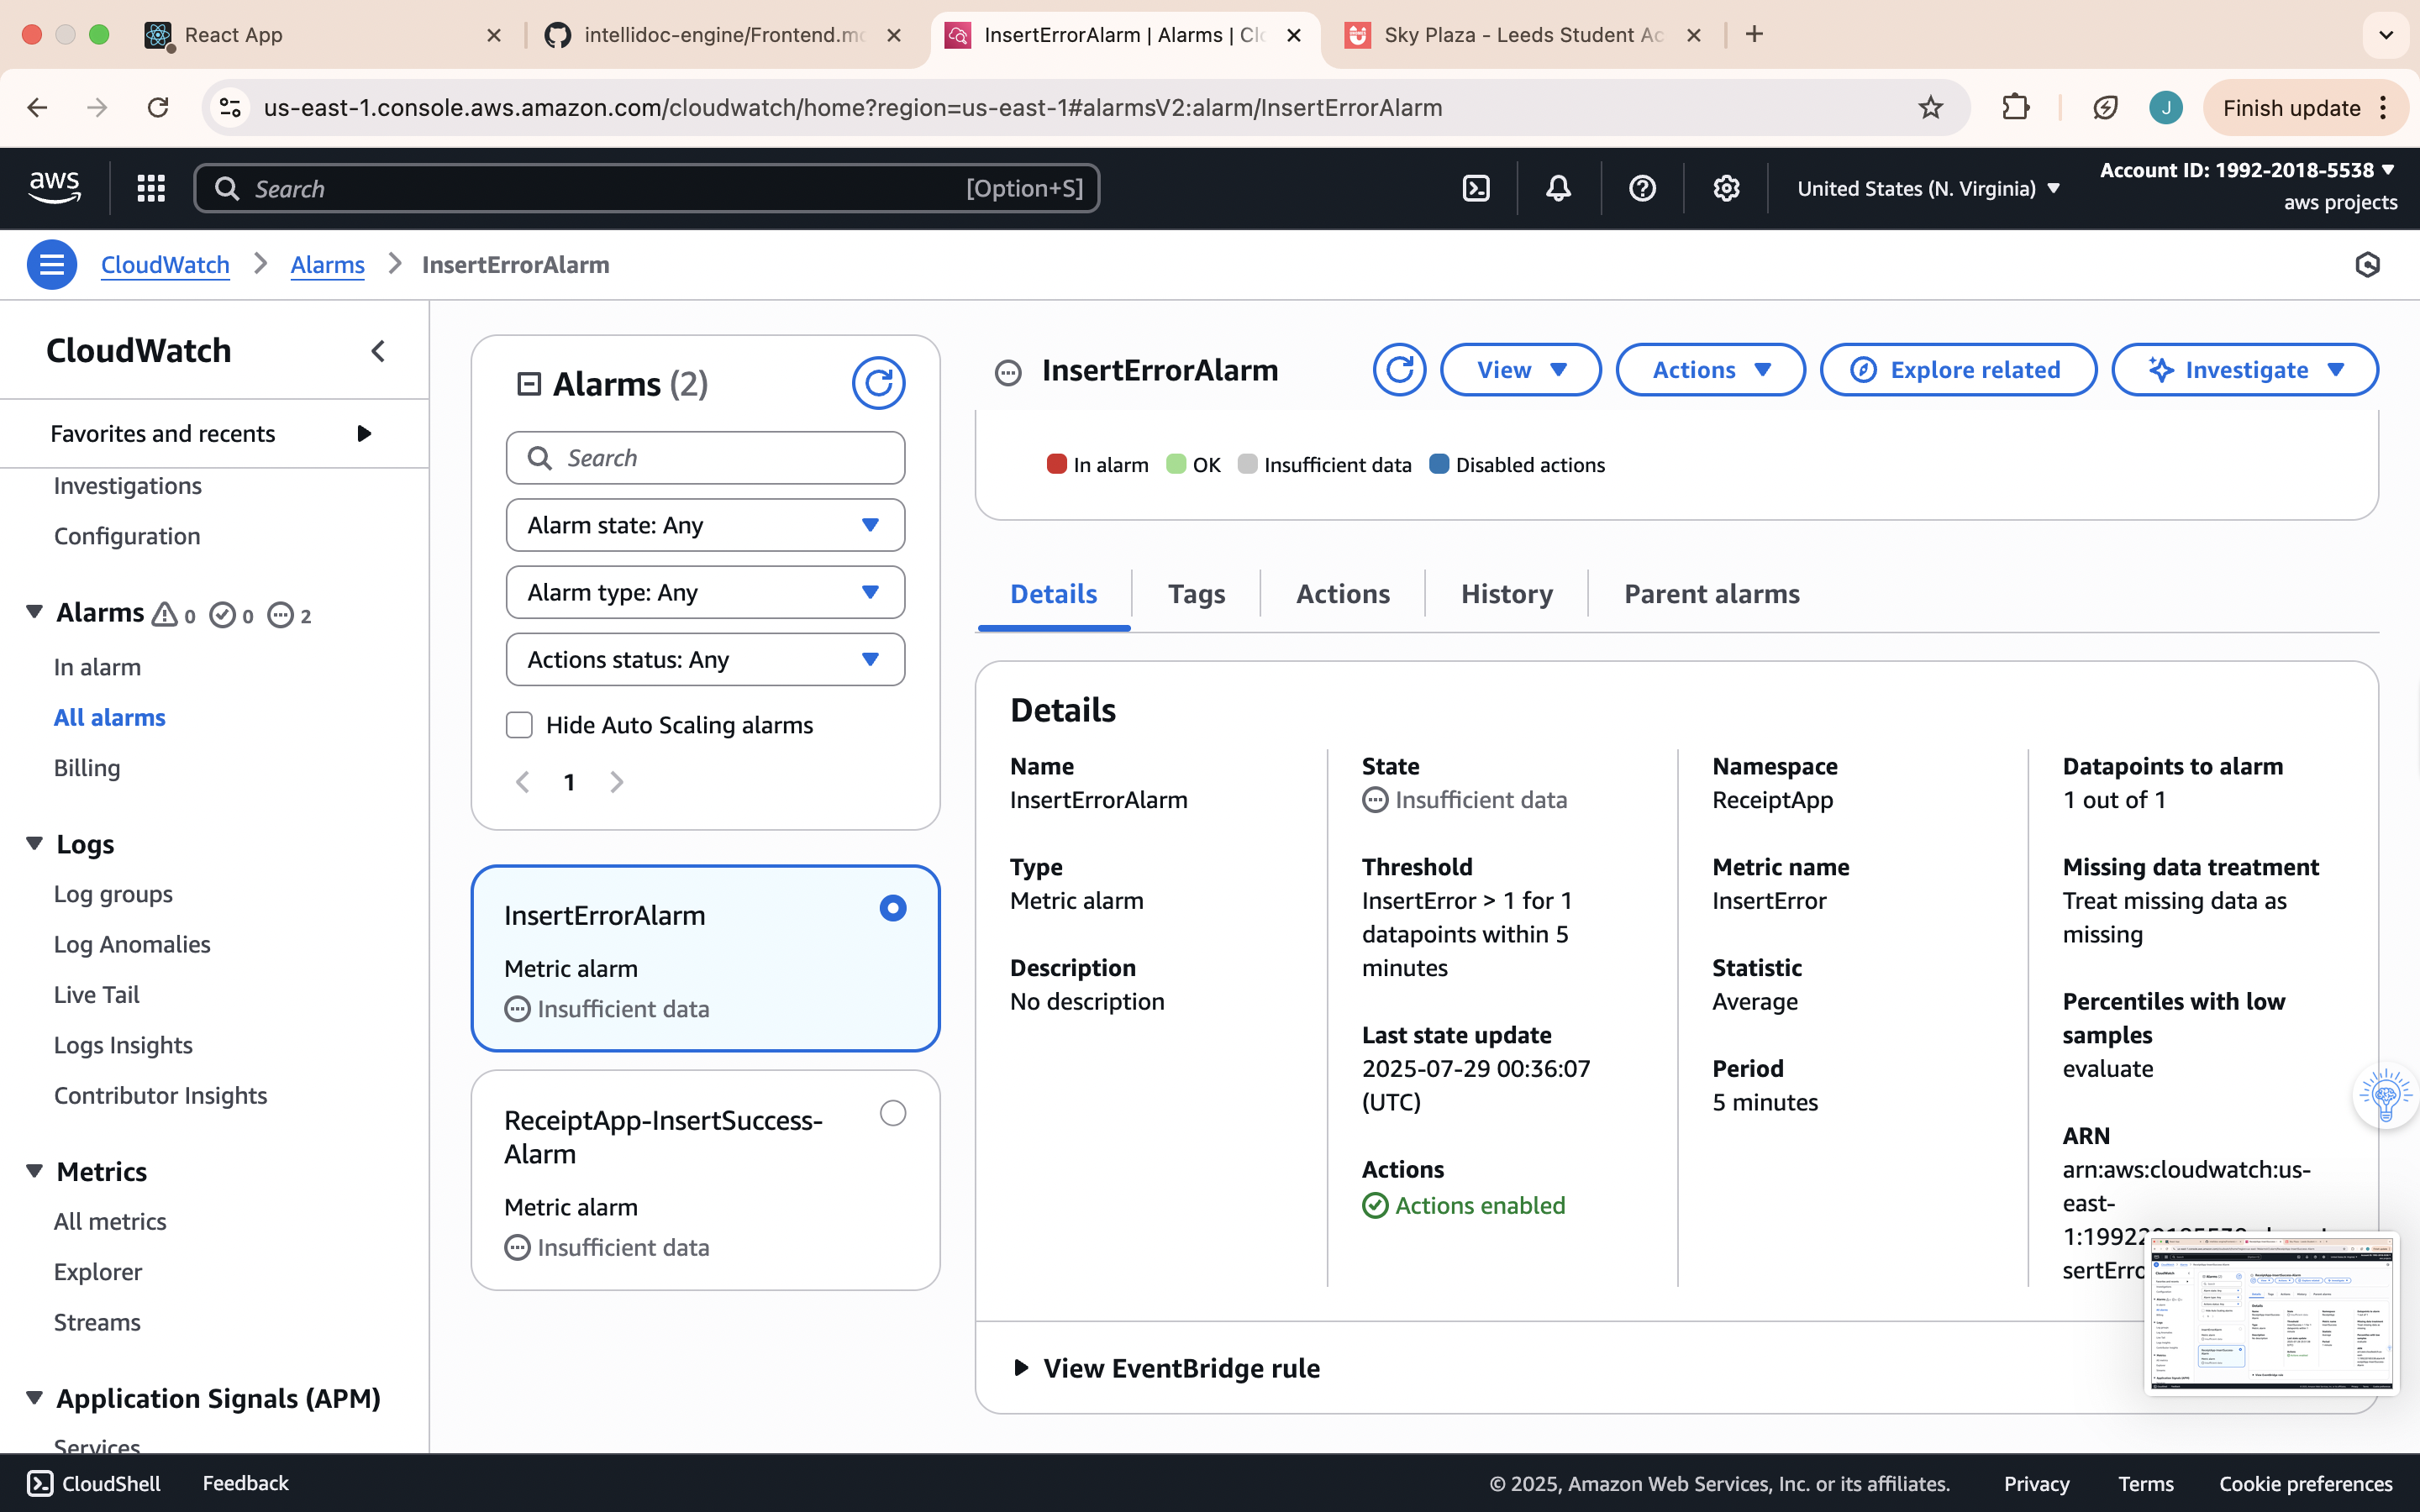 React App
intellidoc-engine/Frontend.m
InsertErrorAlarm | Alarms | Cl
Sky Plaza - Leeds Student Ac
us-east-1.console.aws.amazon.com/cloudwatch/home?region=us-east-1#alarmsV2:alarm/InsertErrorAlarm
J
Finish update
aws
Search
[Option+S]
United States (N. Virginia)
Account ID: 1992-2018-5538
aws projects
CloudWatch
Alarms
InsertErrorAlarm
CloudWatch
Favorites and recents
Investigations
Configuration
Alarms 0 0 2
In alarm
All alarms
Billing
Logs
Log groups
Log Anomalies
Live Tail
Logs Insights
Contributor Insights
Metrics
All metrics
Explorer
Streams
Application Signals (APM)
Services
Alarms (2)
Search
Alarm state: Any
Alarm type: Any
Actions status: Any
Hide Auto Scaling alarms
1
InsertErrorAlarm
Metric alarm
Insufficient data
ReceiptApp-InsertSuccess-
Alarm
Metric alarm
Insufficient data
InsertErrorAlarm
View
Actions
Explore related
Investigate
In alarm
OK
Insufficient data
Disabled actions
Details
Tags
Actions
History
Parent alarms
Details
Name
InsertErrorAlarm
Type
Metric alarm
Description
No description
State
Insufficient data
Threshold
InsertError > 1 for 1
datapoints within 5
minutes
Last state update
2025-07-29 00:36:07
(UTC)
Actions
Actions enabled
Namespace
ReceiptApp
Metric name
InsertError
Statistic
Average
Period
5 minutes
Datapoints to alarm
1 out of 1
Missing data treatment
Treat missing data as
missing
Percentiles with low
samples
evaluate
ARN
arn:aws:cloudwatch:us-
east-
1:19922
sertErro
View EventBridge rule
CloudShell
Feedback
© 2025, Amazon Web Services, Inc. or its affiliates.
Privacy
Terms
Cookie preferences